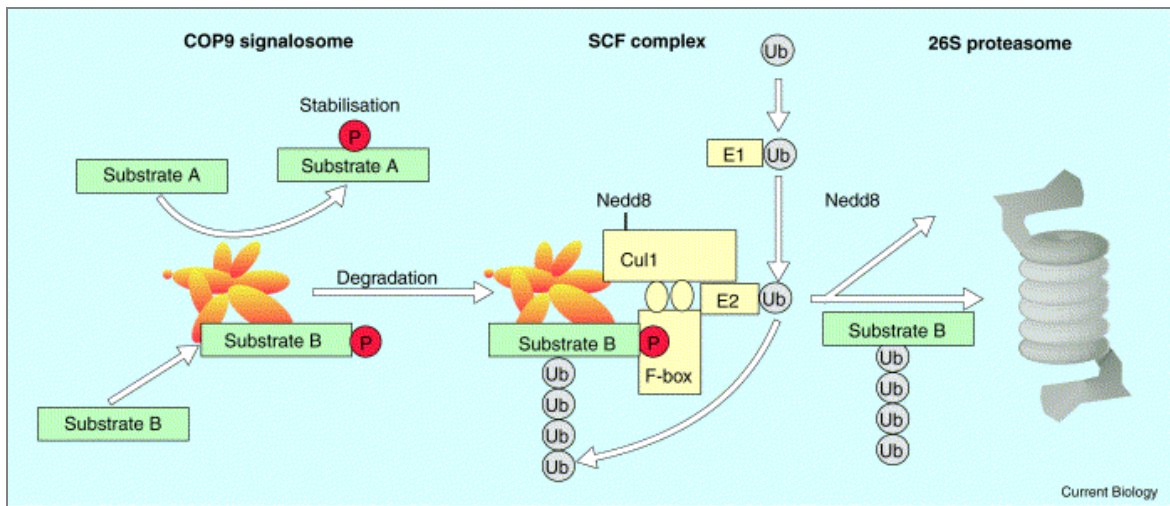 COP9 signalosome
SCF complex
26S proteasome
Ub
Stabilisation
P
Substrate A
Substrate A
E1
Ub
Nedd8
Nedd8
Cul1
Degradation
E2
Ub
Substrate B
P
Substrate B
P
Substrate B
F-box
Ub
Ub
Ub
Ub
Substrate B
Ub
Ub
Ub
Ub
Current Biology